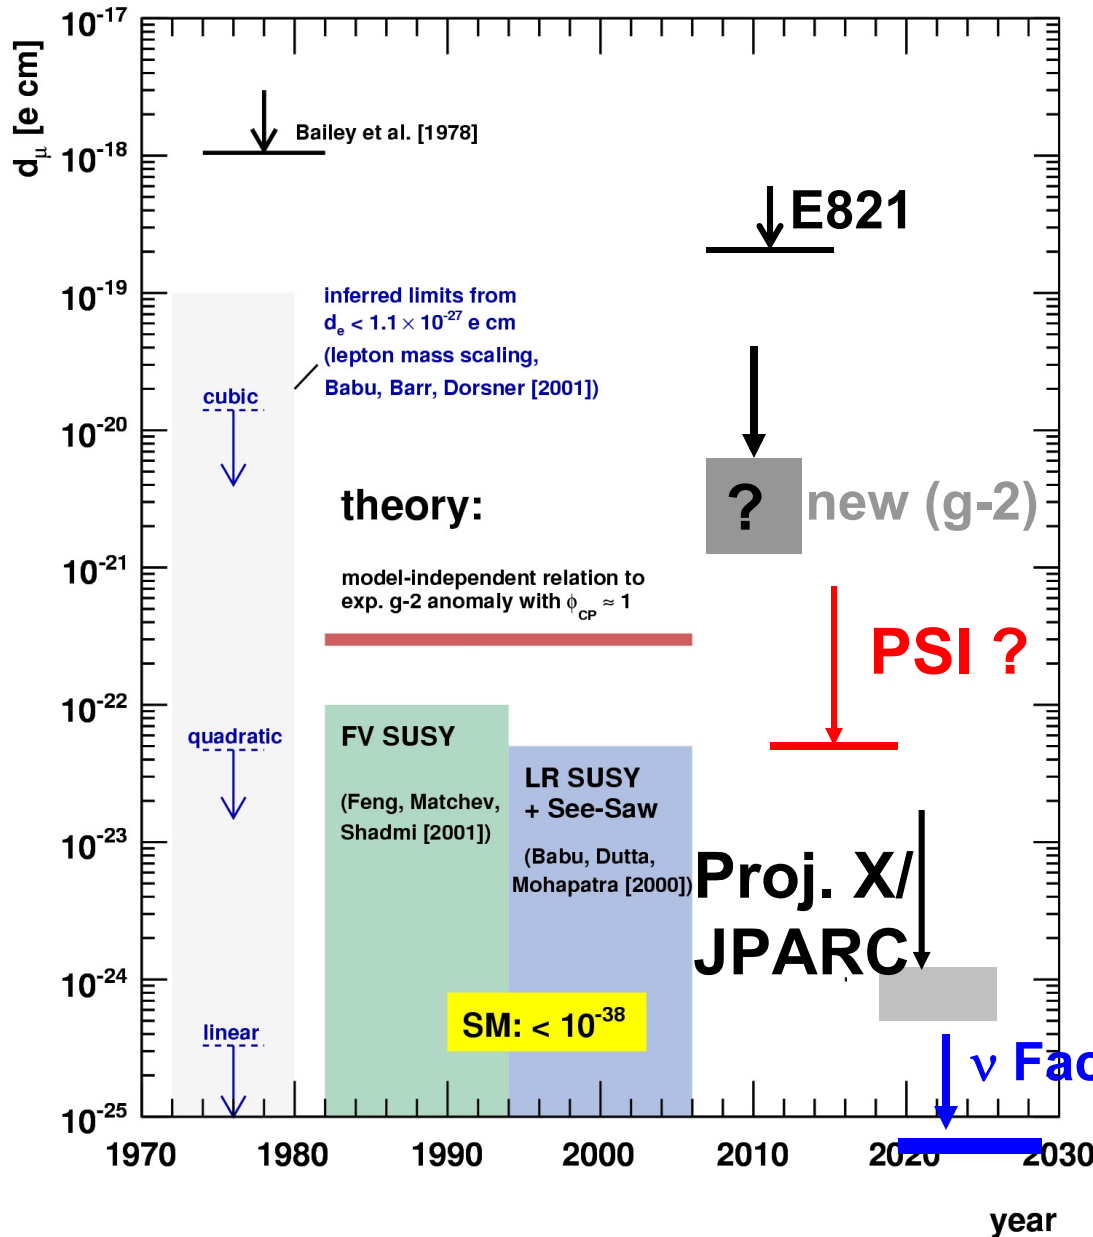 10⁻¹⁷
d_μ [e cm]
Bailey et al. [1978]
10⁻¹⁸
E821
10⁻¹⁹
inferred limits from
d_e < 1.1 × 10⁻²⁷ e cm
(lepton mass scaling,
Babu, Barr, Dorsner [2001])
cubic
10⁻²⁰
theory:
? new (g-2)
10⁻²¹
model-independent relation to
exp. g-2 anomaly with ϕ_CP ≈ 1
PSI ?
10⁻²²
quadratic
FV SUSY
(Feng, Matchev,
Shadmi [2001])
LR SUSY
+ See-Saw
(Babu, Dutta,
Mohapatra [2000])
10⁻²³
Proj. X/
JPARC
10⁻²⁴
SM: < 10⁻³⁸
linear
ν Fac
10⁻²⁵
1970 1980 1990 2000 2010 2020 2030
year